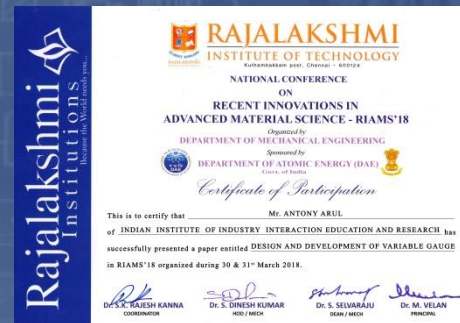 Rajalakshmi
Institutions
...Because the World needs you...
RAJALAKSHMI
INSTITUTE OF TECHNOLOGY
Kuthambakkam post, Chennai - 600124
NATIONAL CONFERENCE
ON
RECENT INNOVATIONS IN
ADVANCED MATERIAL SCIENCE - RIAMS'18
Organized by
DEPARTMENT OF MECHANICAL ENGINEERING
Sponsored by
DEPARTMENT OF ATOMIC ENERGY (DAE)
Govt. of India
DAE
Certificate of Participation
This is to certify that Mr. ANTONY ARUL
of INDIAN INSTITUTE OF INDUSTRY INTERACTION EDUCATION AND RESEARCH has
successfully presented a paper entitled DESIGN AND DEVELOPMENT OF VARIABLE GAUGE
in RIAMS'18 organized during 30 & 31st March 2018.
Dr. S.K. RAJESH KANNA
COORDINATOR
Dr. S. DINESH KUMAR
HOD / MECH
Dr. S. SELVARAJU
DEAN / MECH
Dr. M. VELAN
PRINCIPAL